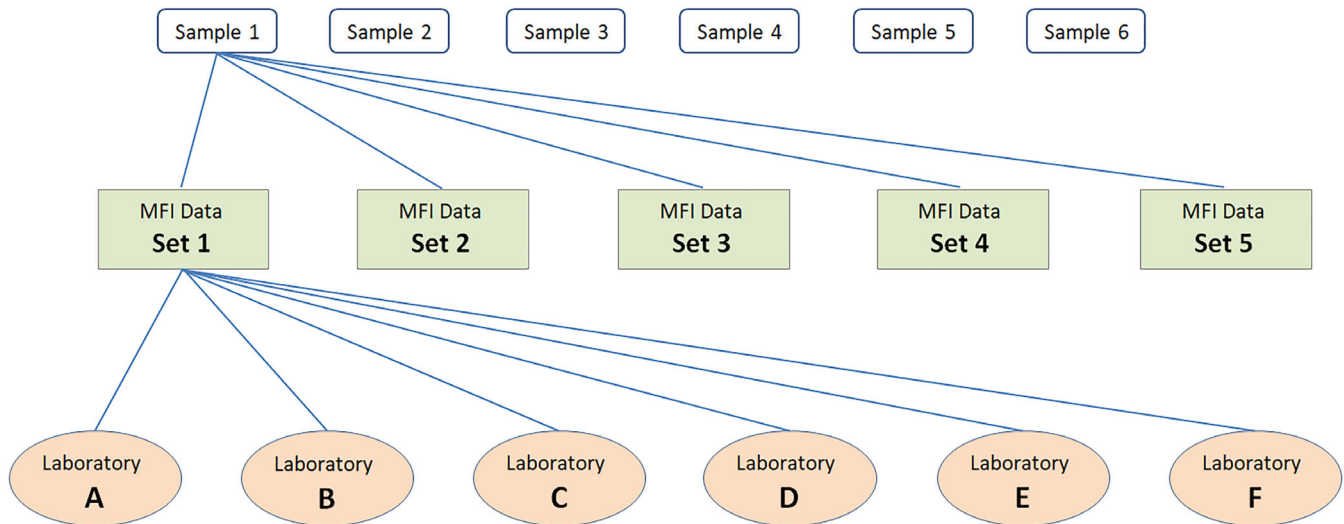 Sample 1
Sample 2
Sample 3
Sample 4
Sample 5
Sample 6
MFI Data
Set 1
MFI Data
Set 2
MFI Data
Set 3
MFI Data
Set 4
MFI Data
Set 5
Laboratory
A
Laboratory
B
Laboratory
C
Laboratory
D
Laboratory
E
Laboratory
F